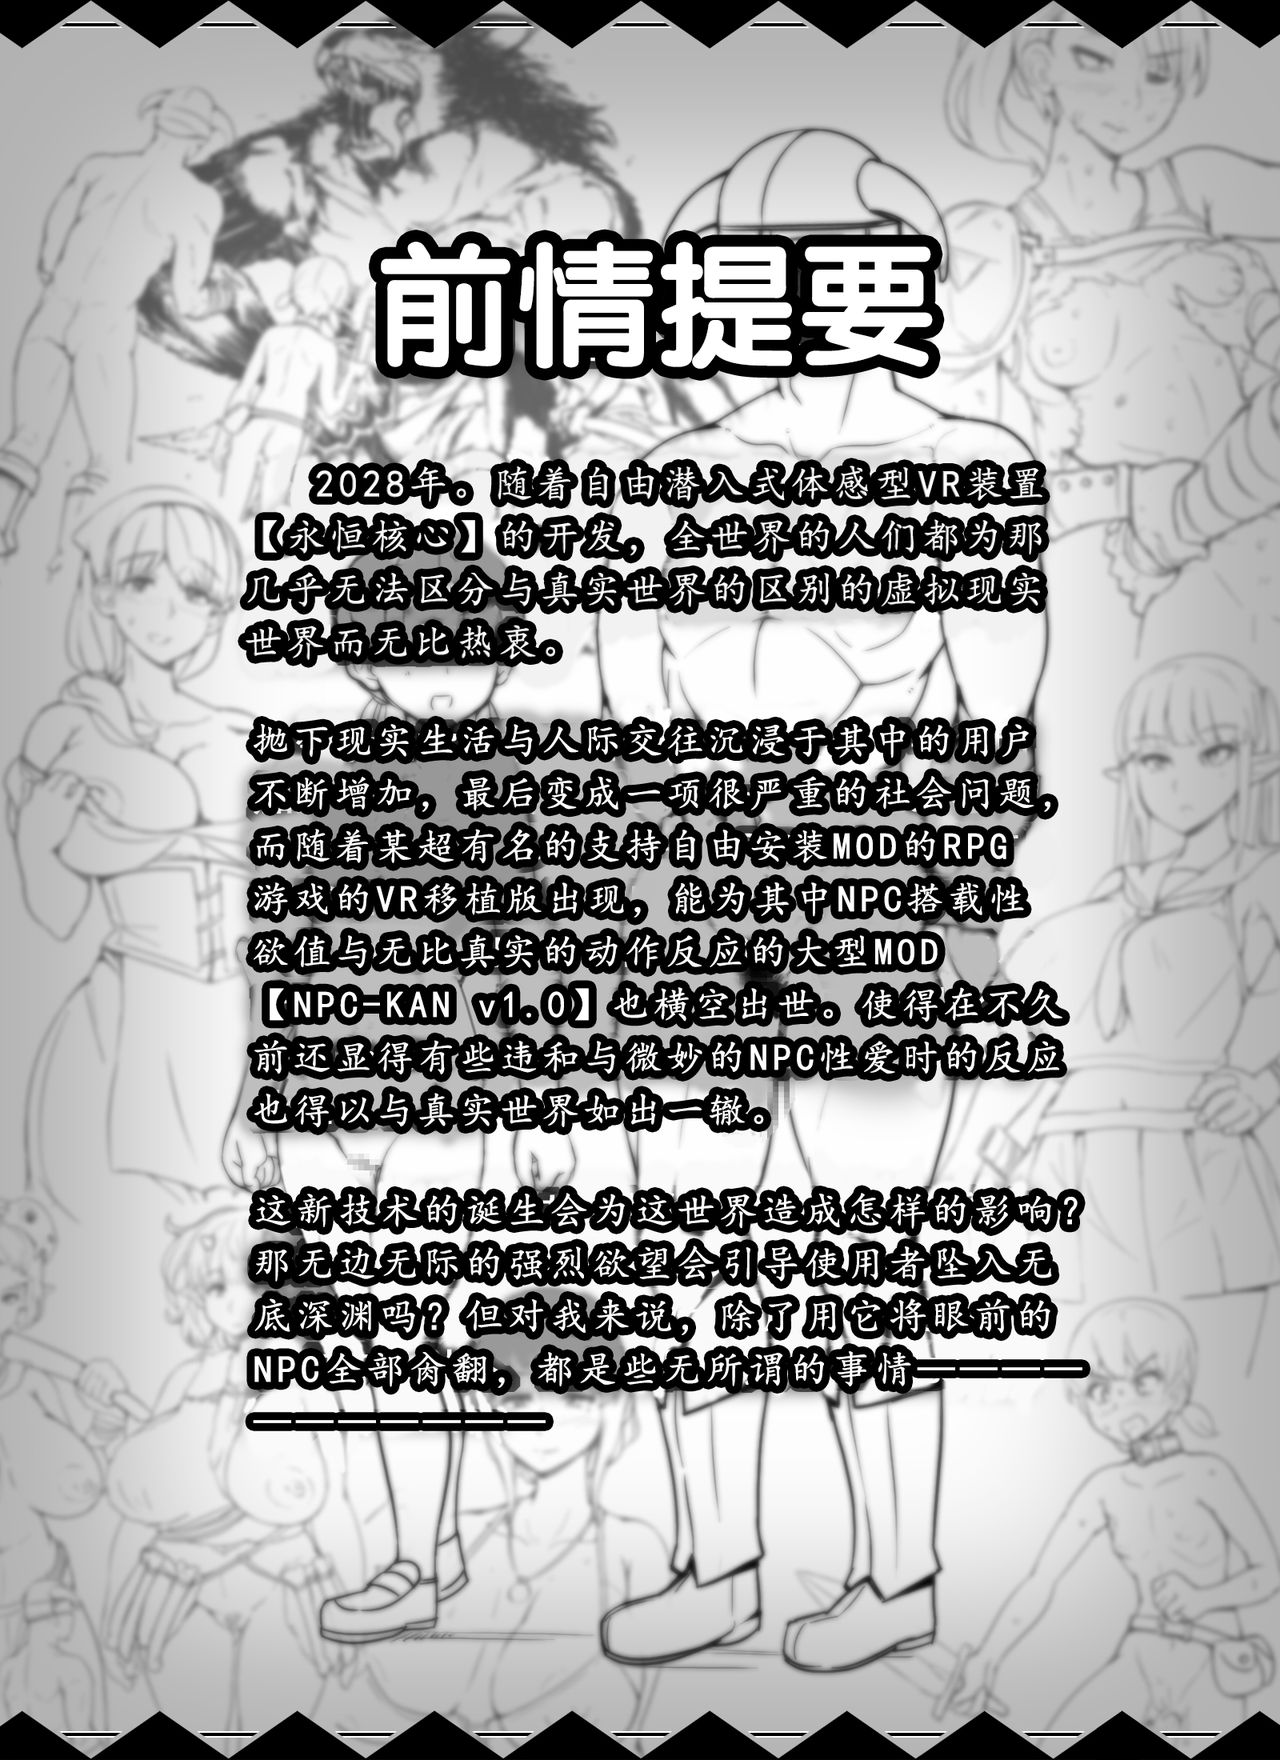 前情提要
2028年。随着自由潜入式体感型VR装置
【永恒核心】的开发，全世界的人们都为那
几乎无法区分与真实世界的区别的虚拟现实
世界而无比热衷。
抛下现实生活与人际交往沉浸于其中的用户
不断增加，最后变成一项很严重的社会问题，
而随着某超有名的支持自由安装MOD的RPG
游戏的VR移植版出现，能为其中NPC搭载性
欲值与无比真实的动作反应的大型MOD
【NPC-KAN v1.0】也横空出世。使得在不久
前还显得有些违和与微妙的NPC性爱时的反应
也得以与真实世界如出一辙。
这新技术的诞生会为这世界造成怎样的影响？
那无边无际的强烈欲望会引导使用者坠入无
底深渊吗？但对我来说，除了用它将眼前的
NPC全部肏翻，都是些无所谓的事情————
———————